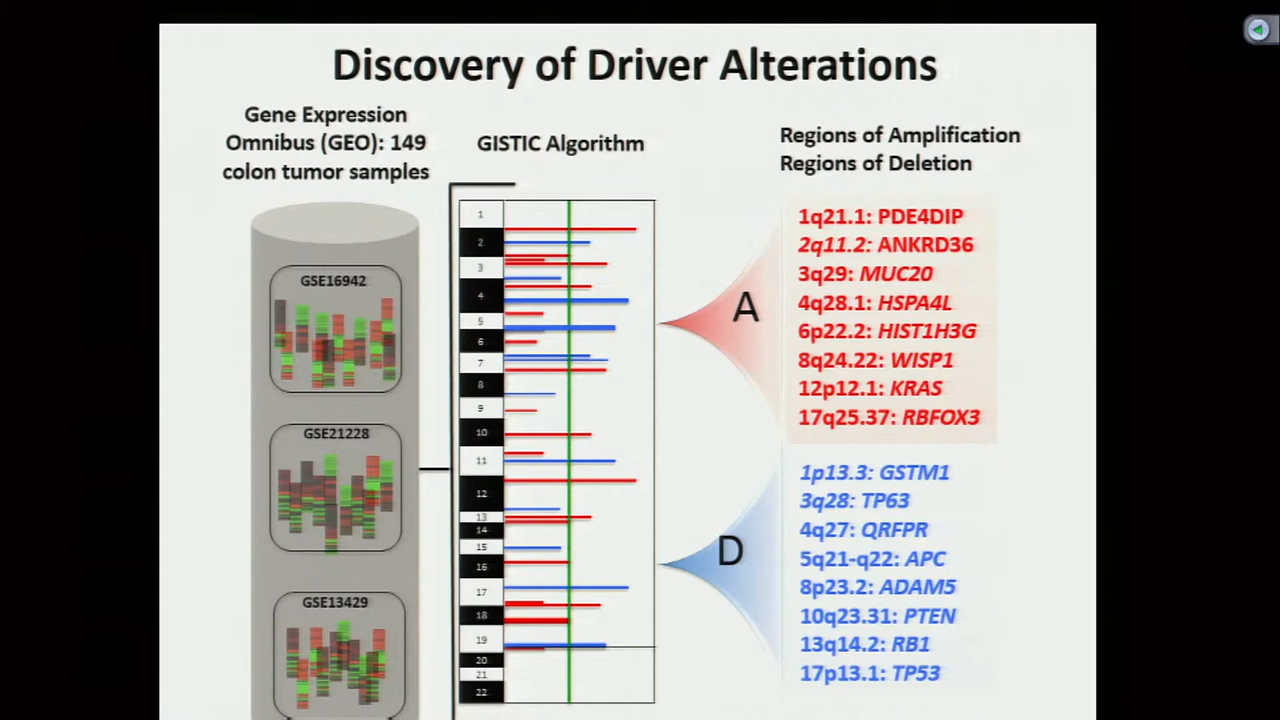 Discovery of Driver Alterations
Gene Expression
Omnibus (GEO): 149
colon tumor samples
GSE16942
GSE21228
GSE13429
GISTIC Algorithm
1
2
3
4
5
6
7
8
9
10
11
12
13
14
15
16
17
18
19
20
21
22
Regions of Amplification
Regions of Deletion
A
1q21.1: PDE4DIP
2q11.2: ANKRD36
3q29: MUC20
4q28.1: HSPA4L
6p22.2: HIST1H3G
8q24.22: WISP1
12p12.1: KRAS
17q25.37: RBFOX3
D
1p13.3: GSTM1
3q28: TP63
4q27: QRFPR
5q21-q22: APC
8p23.2: ADAM5
10q23.31: PTEN
13q14.2: RB1
17p13.1: TP53